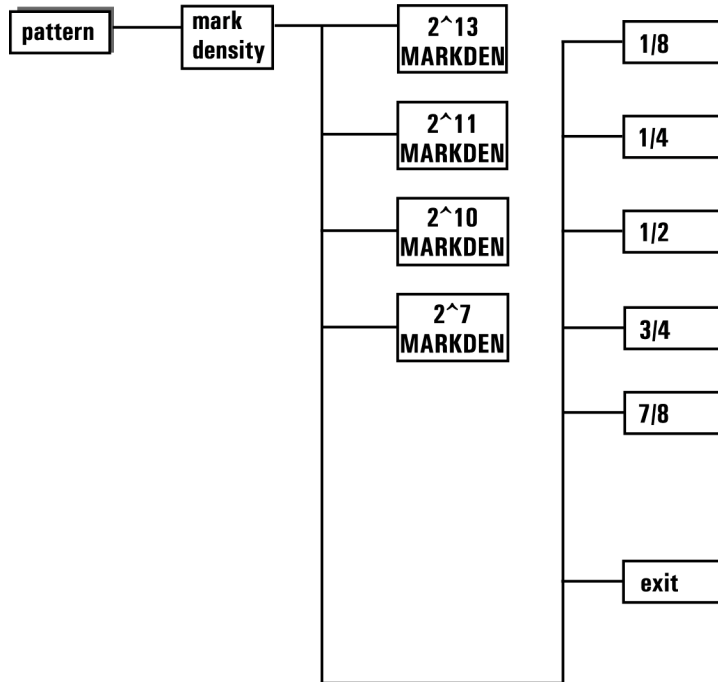 pattern
mark
density
2^13
MARKDEN
2^11
MARKDEN
2^10
MARKDEN
2^7
MARKDEN
1/8
1/4
1/2
3/4
7/8
exit